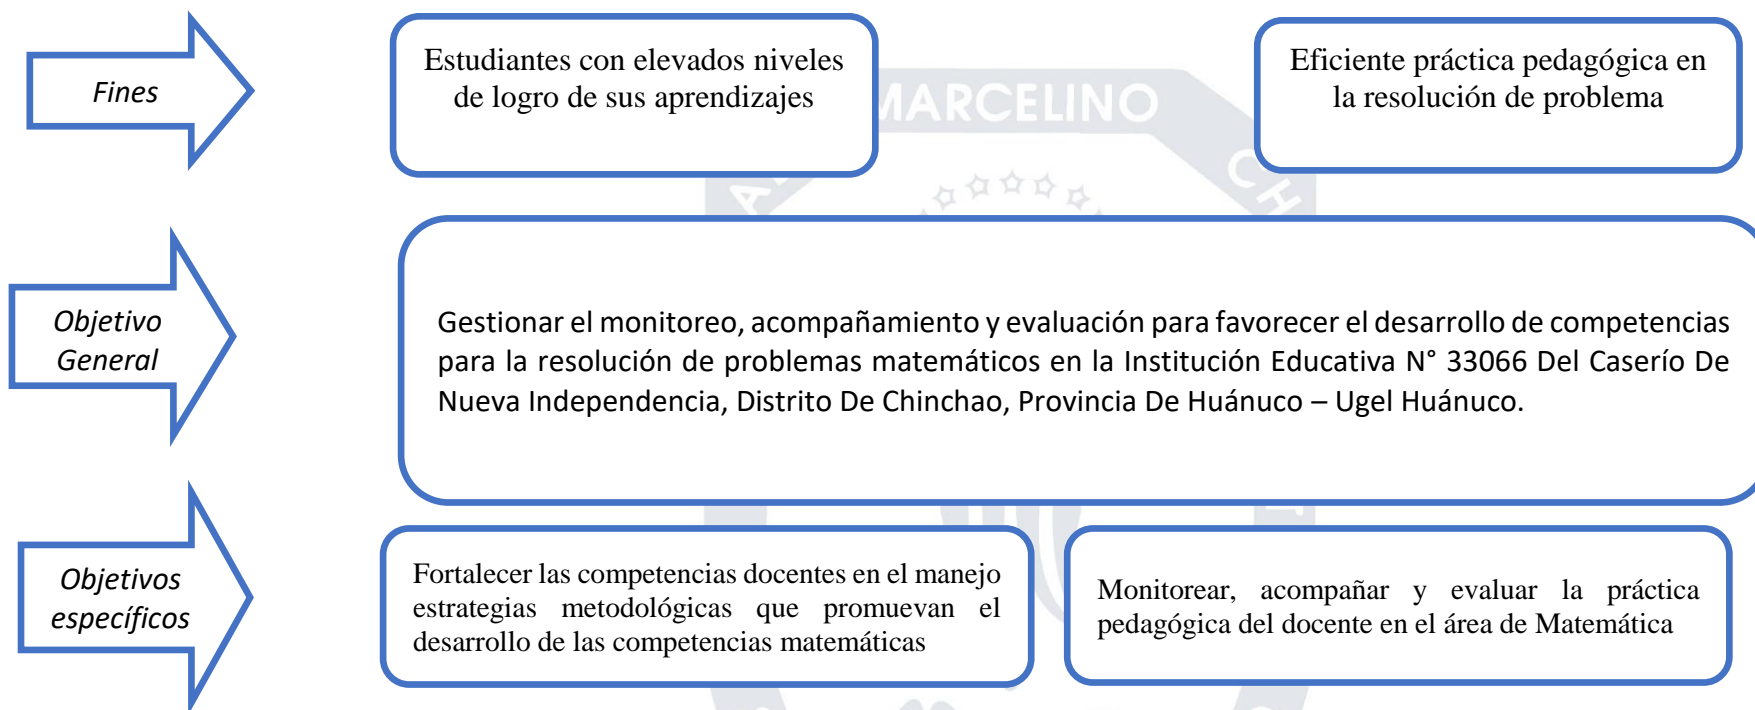 Fines
Estudiantes con elevados niveles
de logro de sus aprendizajes
Eficiente práctica pedagógica en
la resolución de problema
MARCELINO
CH
Objetivo
General
Gestionar el monitoreo, acompañamiento y evaluación para favorecer el desarrollo de competencias
para la resolución de problemas matemáticos en la Institución Educativa N° 33066 Del Caserío De
Nueva Independencia, Distrito De Chinchao, Provincia De Huánuco – Ugel Huánuco.
Objetivos
específicos
Fortalecer las competencias docentes en el manejo
estrategias metodológicas que promuevan el
desarrollo de las competencias matemáticas
Monitorear, acompañar y evaluar la práctica
pedagógica del docente en el área de Matemática